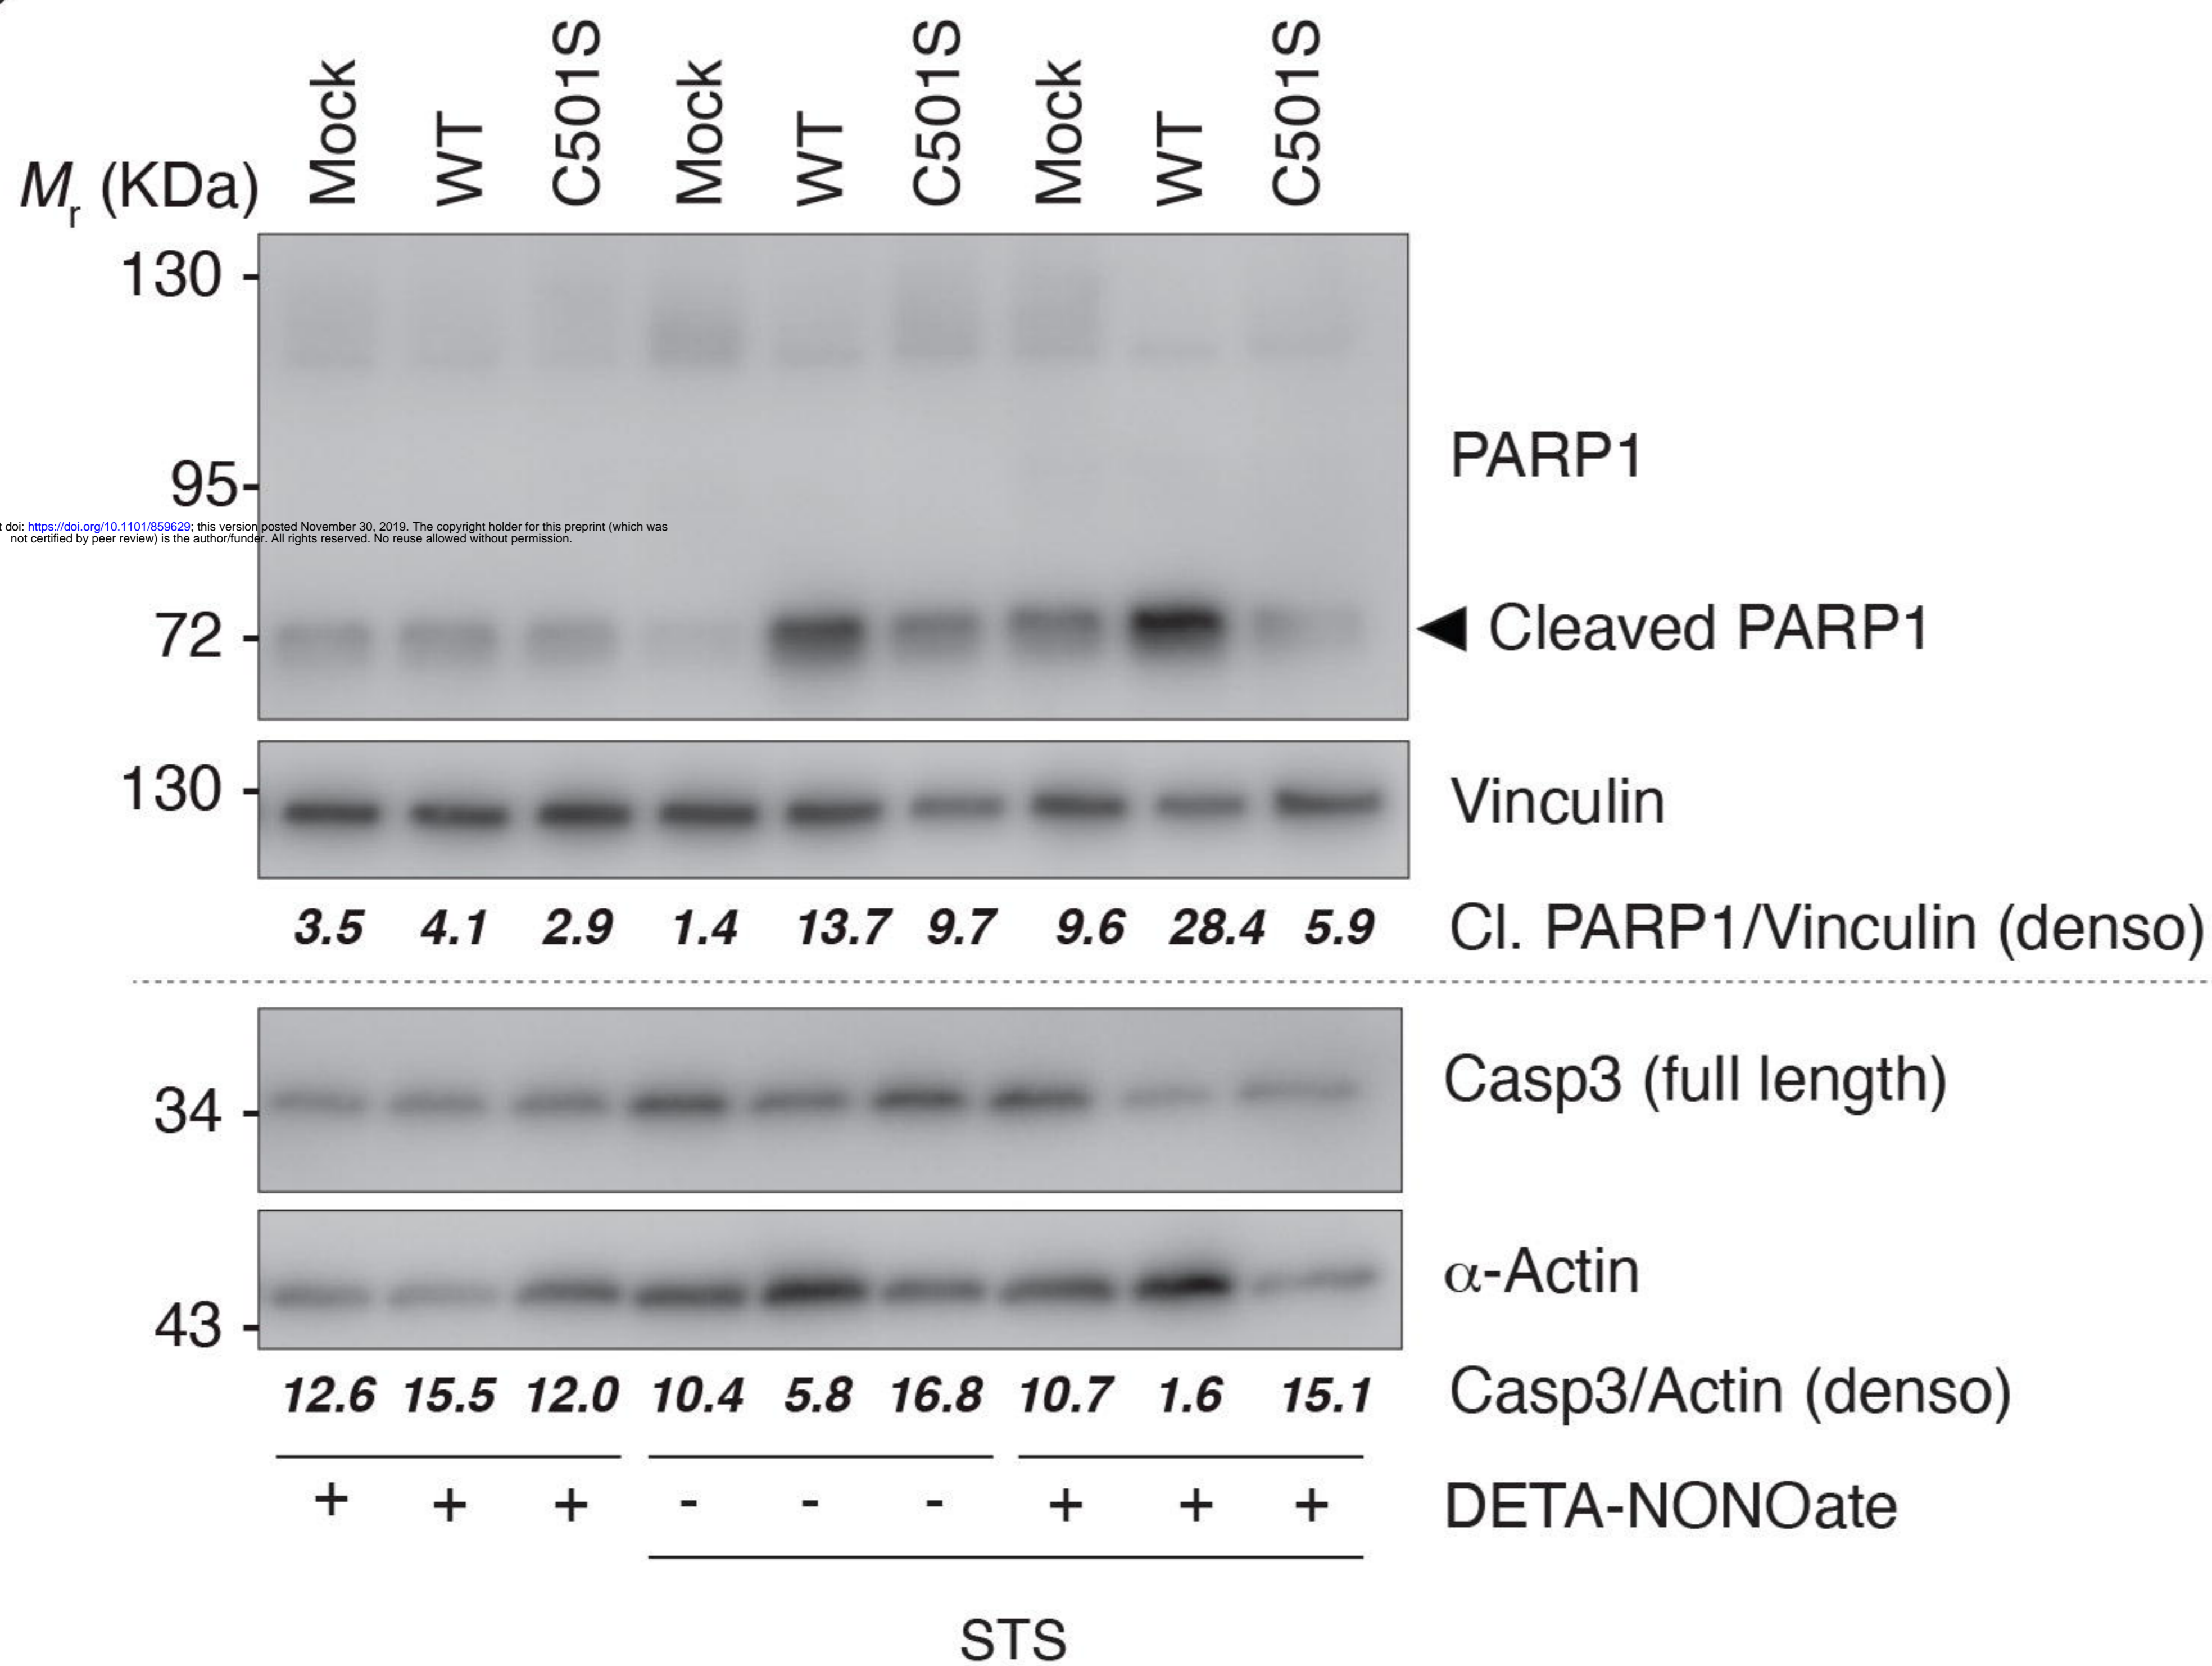 Mock WT C501S Mock WT C501S Mock WT C501S
Mr (KDa)
130 -
95-
PARP1
t doi: https://doi.org/10.1101/859629; this version posted November 30, 2019. The copyright holder for this preprint (which was
not certified by peer review) is the author/funder. All rights reserved. No reuse allowed without permission.
72 -
◀ Cleaved PARP1
130 -
Vinculin
3.5 4.1 2.9 1.4 13.7 9.7 9.6 28.4 5.9 Cl. PARP1/Vinculin (denso)
Casp3 (full length)
34 -
α-Actin
43 -
12.6 15.5 12.0 10.4 5.8 16.8 10.7 1.6 15.1 Casp3/Actin (denso)
+ + + - - - + + + DETA-NONOate
STS